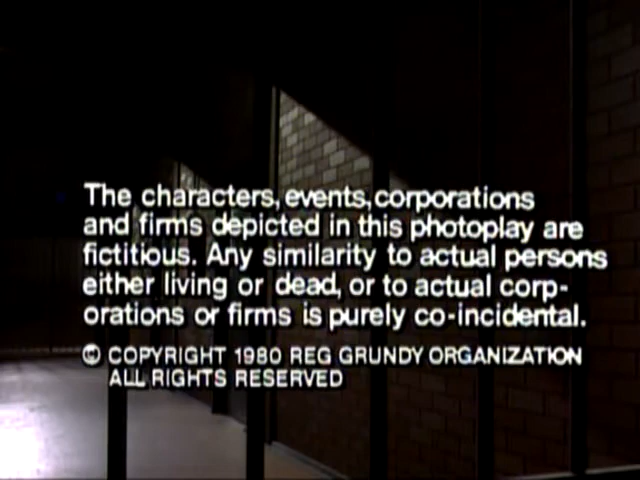 The characters, events, corporations
and firms depicted in this photoplay are
fictitious. Any similarity to actual persons
either living or dead, or to actual corp-
orations or firms is purely co-incidental.
© COPYRIGHT 1980 REG GRUNDY ORGANIZATION
ALL RIGHTS RESERVED